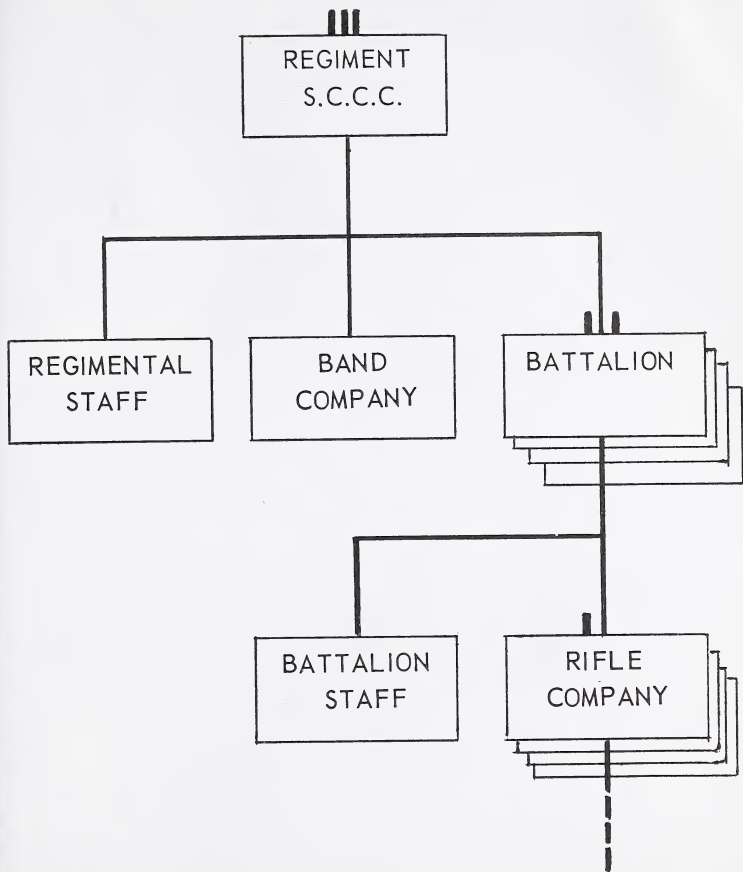 REGIMENT
S.C.C.C.
REGIMENTAL
STAFF
BAND
COMPANY
BATTALION
BATTALION
STAFF
RIFLE
COMPANY